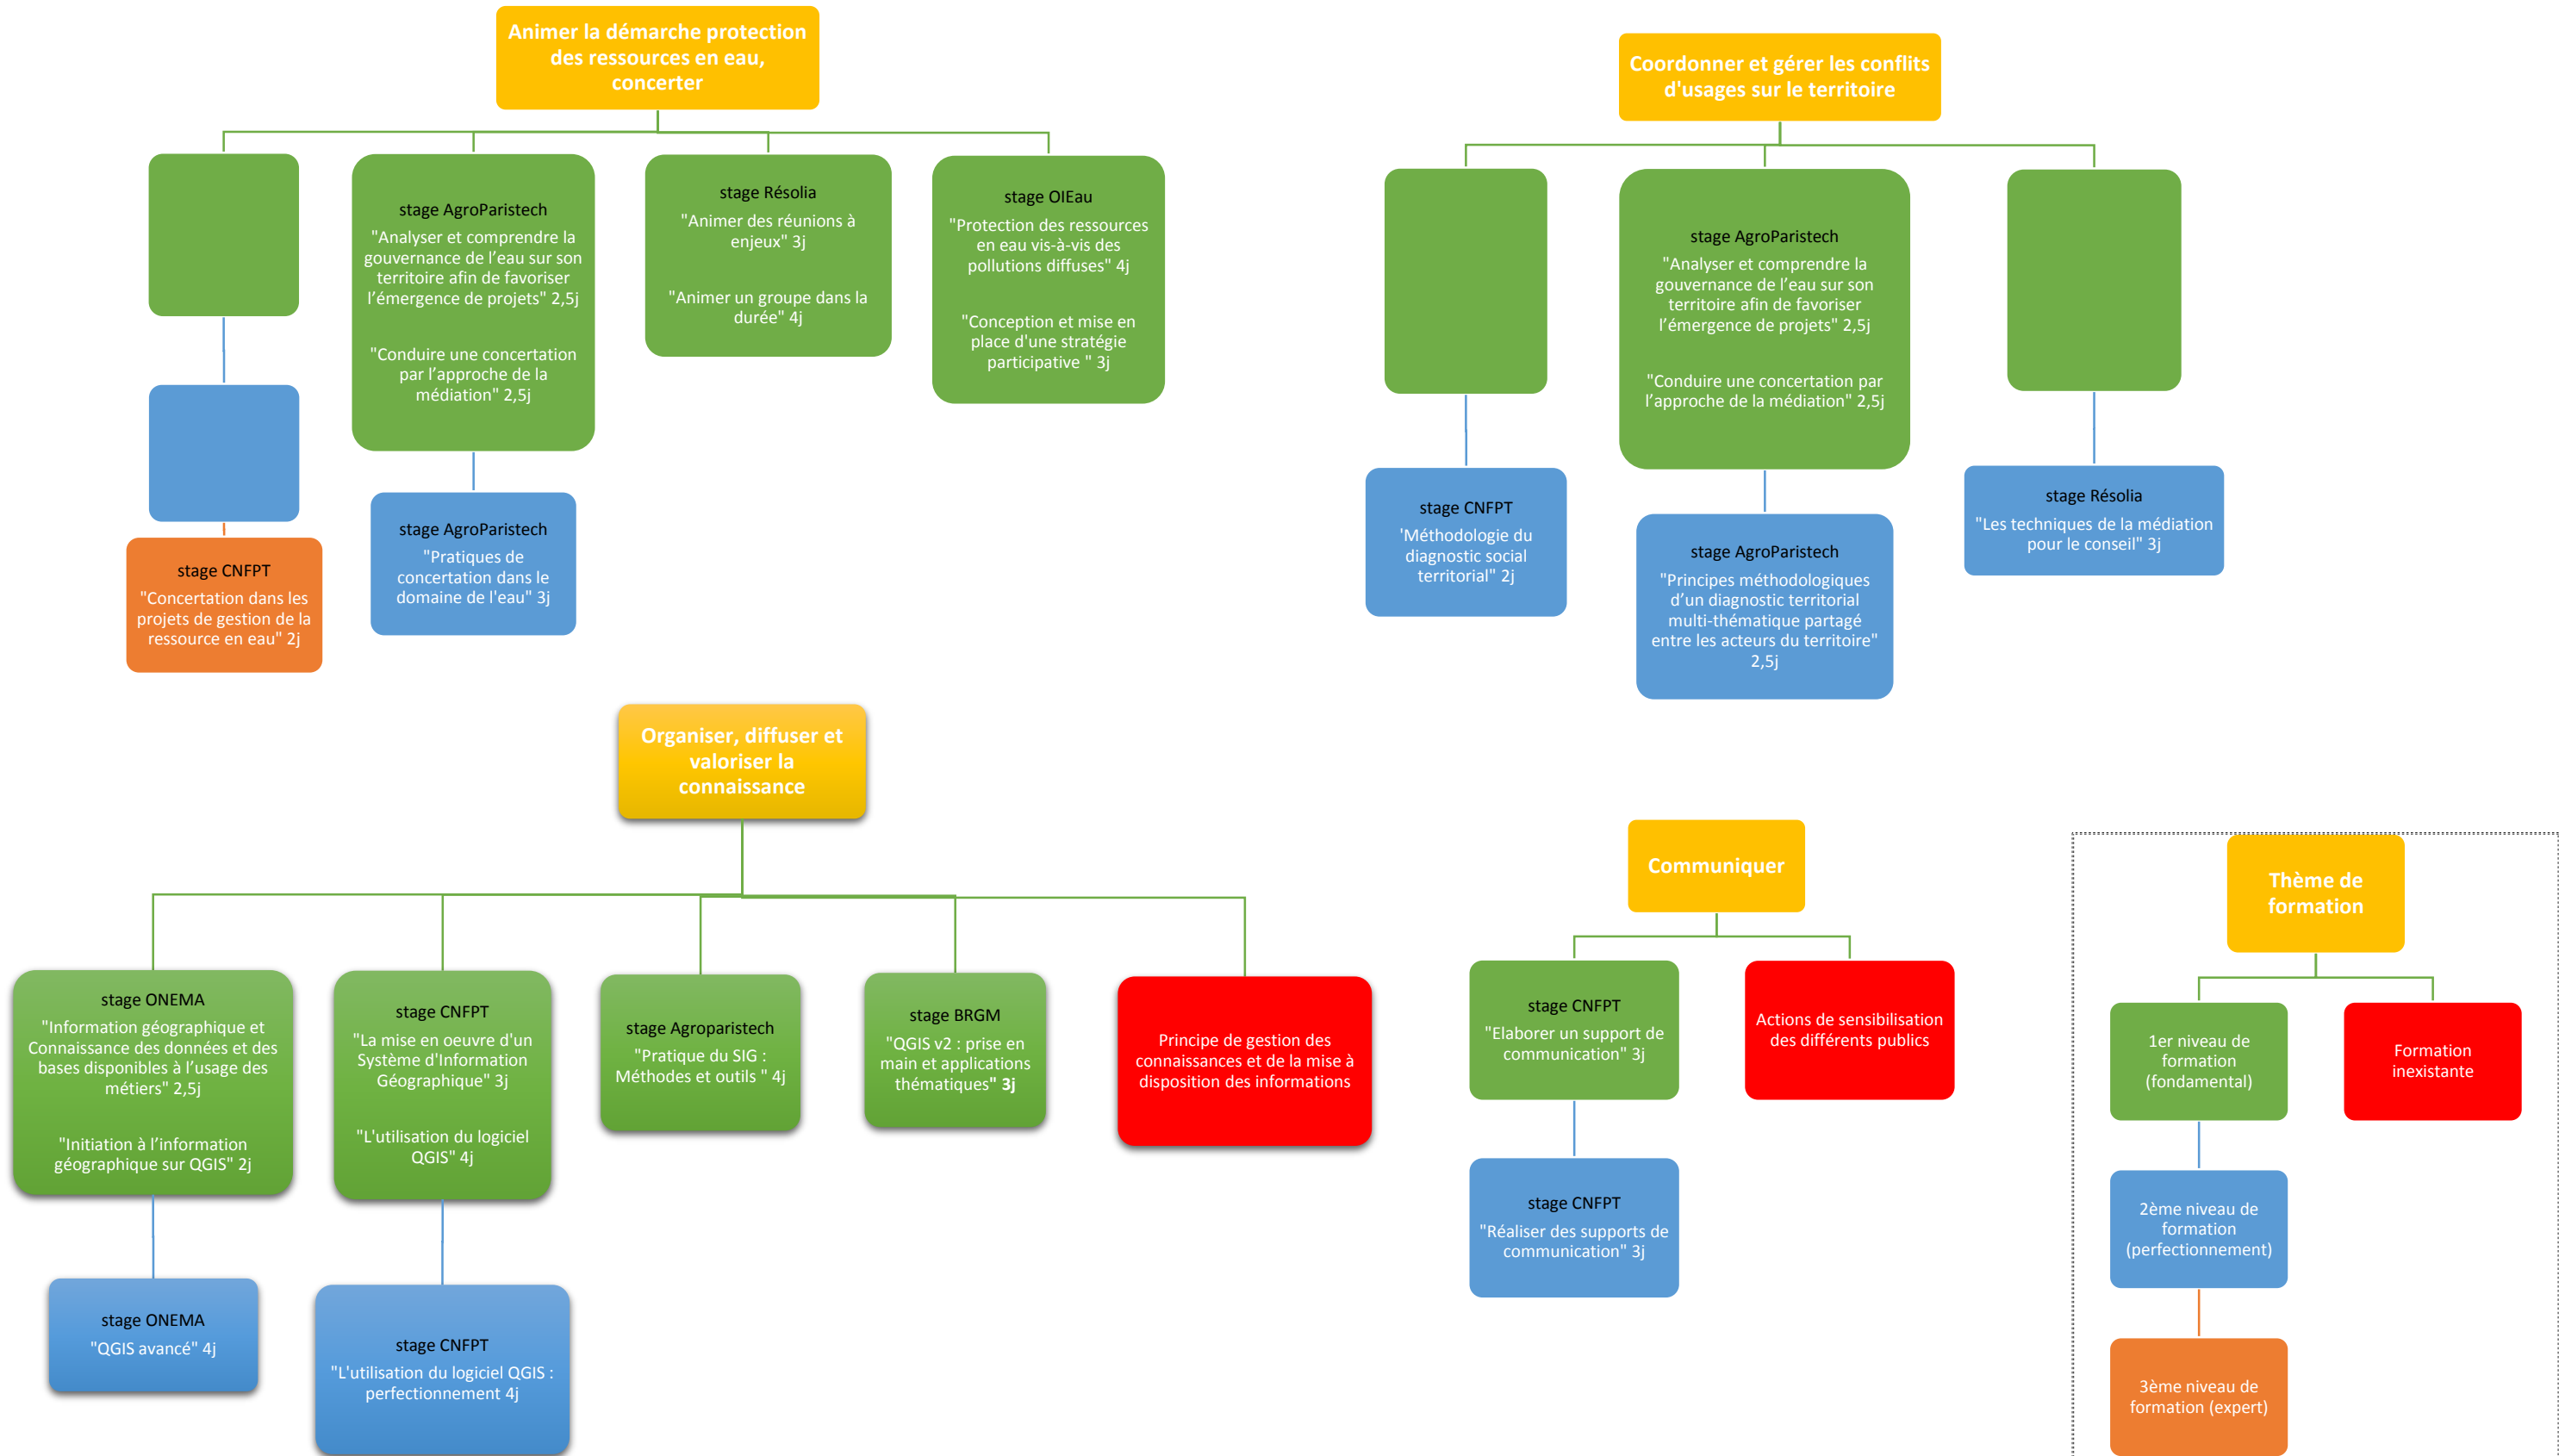 Animer la démarche protection
des ressources en eau,
concerter
stage AgroParistech
"Analyser et comprendre la
gouvernance de l’eau sur son
territoire afin de favoriser
l’émergence de projets" 2,5j
"Conduire une concertation
par l’approche de la
médiation" 2,5j
stage Résolia
"Animer des réunions à
enjeux" 3j
"Animer un groupe dans la
durée" 4j
stage OIEau
"Protection des ressources
en eau vis-à-vis des
pollutions diffuses" 4j
"Conception et mise en
place d'une stratégie
participative " 3j
stage CNFPT
"Concertation dans les
projets de gestion de la
ressource en eau" 2j
stage AgroParistech
"Pratiques de
concertation dans le
domaine de l'eau" 3j
Coordonner et gérer les conflits
d'usages sur le territoire
stage AgroParistech
"Analyser et comprendre la
gouvernance de l’eau sur son
territoire afin de favoriser
l’émergence de projets" 2,5j
"Conduire une concertation par
l’approche de la médiation" 2,5j
stage CNFPT
'Méthodologie du
diagnostic social
territorial" 2j
stage AgroParistech
"Principes méthodologiques
d’un diagnostic territorial
multi-thématique partagé
entre les acteurs du territoire"
2,5j
stage Résolia
"Les techniques de la médiation
pour le conseil" 3j
Organiser, diffuser et
valoriser la
connaissance
stage ONEMA
"Information géographique et
Connaissance des données et des
bases disponibles à l’usage des
métiers" 2,5j
"Initiation à l’information
géographique sur QGIS" 2j
stage CNFPT
"La mise en oeuvre d'un
Système d'Information
Géographique" 3j
"L'utilisation du logiciel
QGIS" 4j
stage Agroparistech
"Pratique du SIG :
Méthodes et outils " 4j
stage BRGM
"QGIS v2 : prise en
main et applications
thématiques" 3j
Principe de gestion des
connaissances et de la mise à
disposition des informations
stage ONEMA
"QGIS avancé" 4j
stage CNFPT
"L'utilisation du logiciel QGIS :
perfectionnement 4j
Communiquer
stage CNFPT
"Elaborer un support de
communication" 3j
Actions de sensibilisation
des différents publics
stage CNFPT
"Réaliser des supports de
communication" 3j
Thème de
formation
1er niveau de
formation
(fondamental)
Formation
inexistante
2ème niveau de
formation
(perfectionnement)
3ème niveau de
formation (expert)